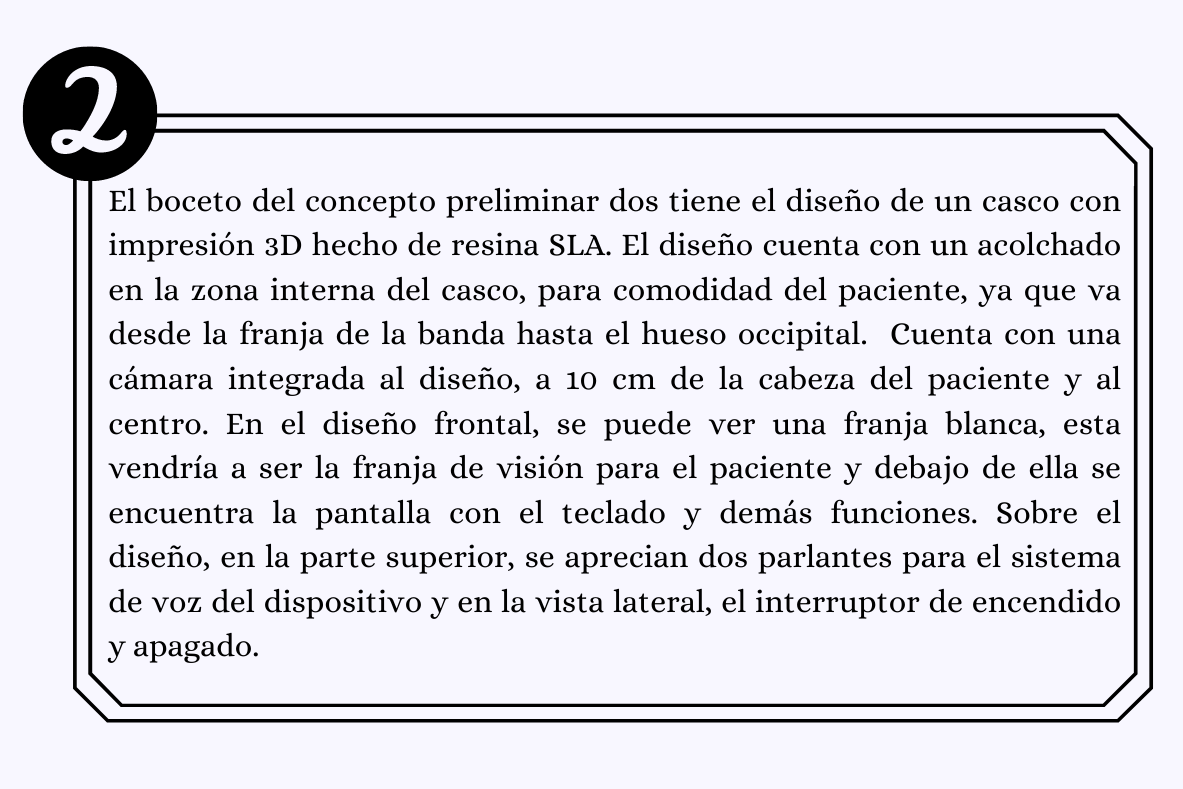 2
El boceto del concepto preliminar dos tiene el diseño de un casco con
impresión 3D hecho de resina SLA. El diseño cuenta con un acolchado
en la zona interna del casco, para comodidad del paciente, ya que va
desde la franja de la banda hasta el hueso occipital.  Cuenta con una
cámara integrada al diseño, a 10 cm de la cabeza del paciente y al
centro. En el diseño frontal, se puede ver una franja blanca, esta
vendría a ser la franja de visión para el paciente y debajo de ella se
encuentra la pantalla con el teclado y demás funciones. Sobre el
diseño, en la parte superior, se aprecian dos parlantes para el sistema
de voz del dispositivo y en la vista lateral, el interruptor de encendido
y apagado.